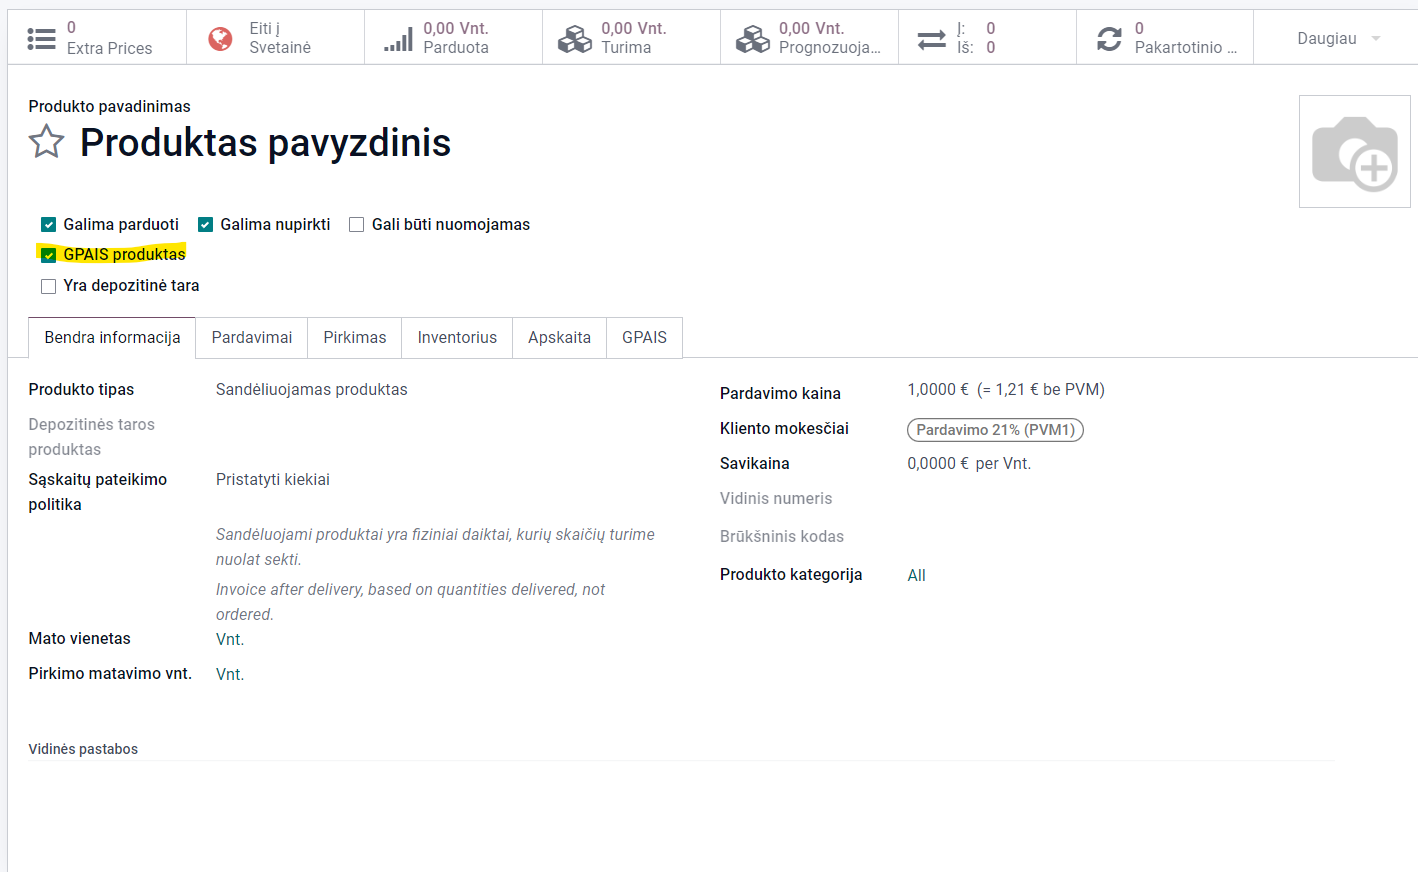 0
Extra Prices
Eiti į
Svetainė
0,00 Vnt.
Parduota
0,00 Vnt.
Turima
0,00 Vnt.
Prognozuoja...
Į: 0
Iš: 0
0
Pakartotinio ...
Daugiau
Produkto pavadinimas
Produktas pavyzdinis
Galima parduoti Galima nupirkti Gali būti nuomojamas
GPAIS produktas
Yra depozitinė tara
Bendra informacija Pardavimai Pirkimas Inventorius Apskaita GPAIS
Produkto tipas Sandėliuojamas produktas
Depozitinės taros
produktas
Sąskaitų pateikimo
politika
Pristatyti kiekiai
Sandėluojami produktai yra fiziniai daiktai, kurių skaičių turime
nuolat sekti.
Invoice after delivery, based on quantities delivered, not
ordered.
Mato vienetas Vnt.
Pirkimo matavimo vnt. Vnt.
Pardavimo kaina 1,0000 € (= 1,21 € be PVM)
Kliento mokesčiai Pardavimo 21% (PVM1)
Savikaina 0,0000 € per Vnt.
Vidinis numeris
Brūkšninis kodas
Produkto kategorija All
Vidinės pastabos